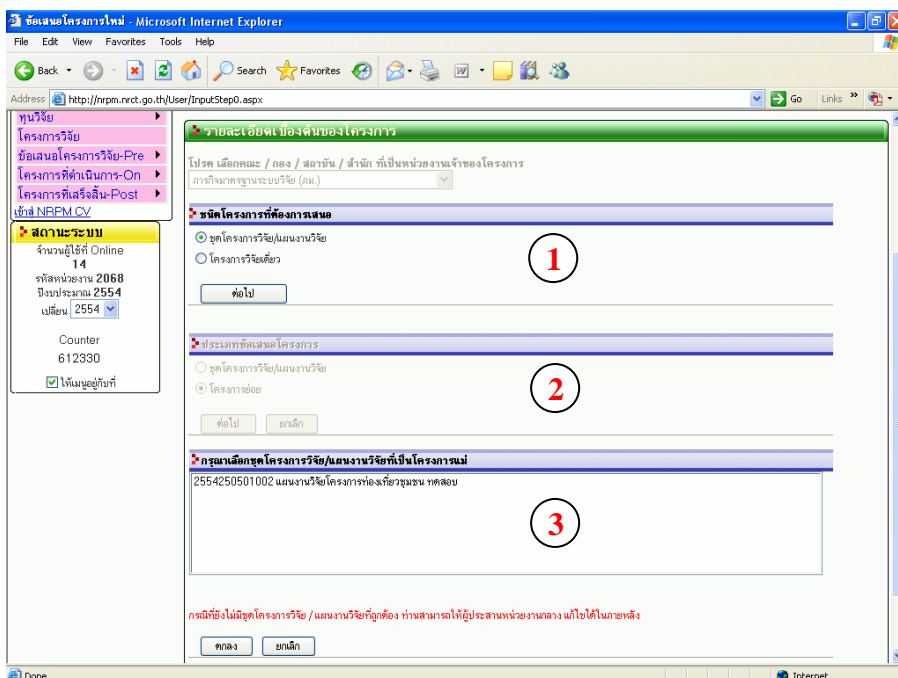 ข้อเสนอโครงการใหม่ - Microsoft Internet Explorer
File Edit View Favorites Tools Help
Back Search Favorites
Address http://nrpm.nrct.go.th/User/InputStep0.aspx Go Links
ทุนวิจัย
โครงการวิจัย
ข้อเสนอโครงการวิจัย-Pre
โครงการที่ดำเนินการ-On
โครงการที่เสร็จสิ้น-Post
เข้าสู่ NRPM CV
สถานะระบบ
จำนวนผู้ใช้ที่ Online
14
รหัสหน่วยงาน 2068
ปีงบประมาณ 2554
เปลี่ยน 2554
Counter
612330
ให้เมนูอยู่กับที่
รายละเอียดเบื้องต้นของโครงการ
โปรด เลือกคณะ / กอง / สถาบัน / สำนัก ที่เป็นหน่วยงานเจ้าของโครงการ
ภารกิจมาตรฐานระบบวิจัย (ภม.)
ชนิดโครงการที่ต้องการเสนอ
ชุดโครงการวิจัย/แผนงานวิจัย
โครงการวิจัยเดี่ยว
1
ต่อไป
ประเภทข้อเสนอโครงการ
ชุดโครงการวิจัย/แผนงานวิจัย
โครงการย่อย
2
ต่อไป ยกเลิก
กรุณาเลือกชุดโครงการวิจัย/แผนงานวิจัยที่เป็นโครงการแม่
2554250501002 แผนงานวิจัยโครงการท่องเที่ยวชุมชน ทดสอบ
3
กรณีที่ยังไม่มีชุดโครงการวิจัย / แผนงานวิจัยที่ถูกต้อง ท่านสามารถให้ผู้ประสานหน่วยงานกลาง แก้ไขได้ในภายหลัง
ตกลง ยกเลิก
Done Internet